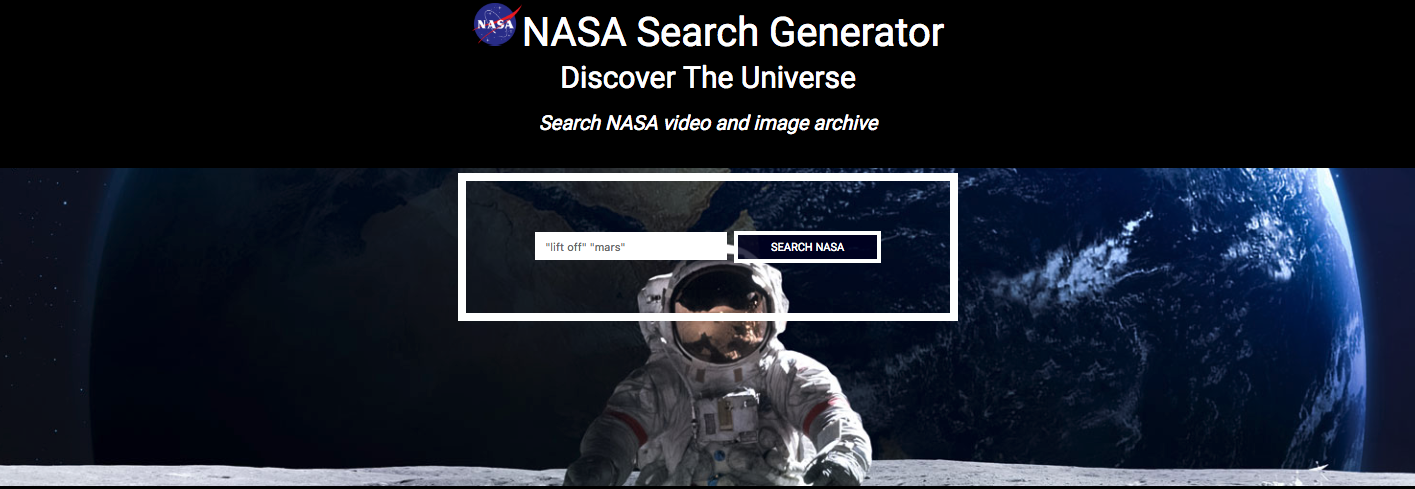 NASA
NASA Search Generator
Discover The Universe
Search NASA video and image archive
"lift off" "mars"
SEARCH NASA